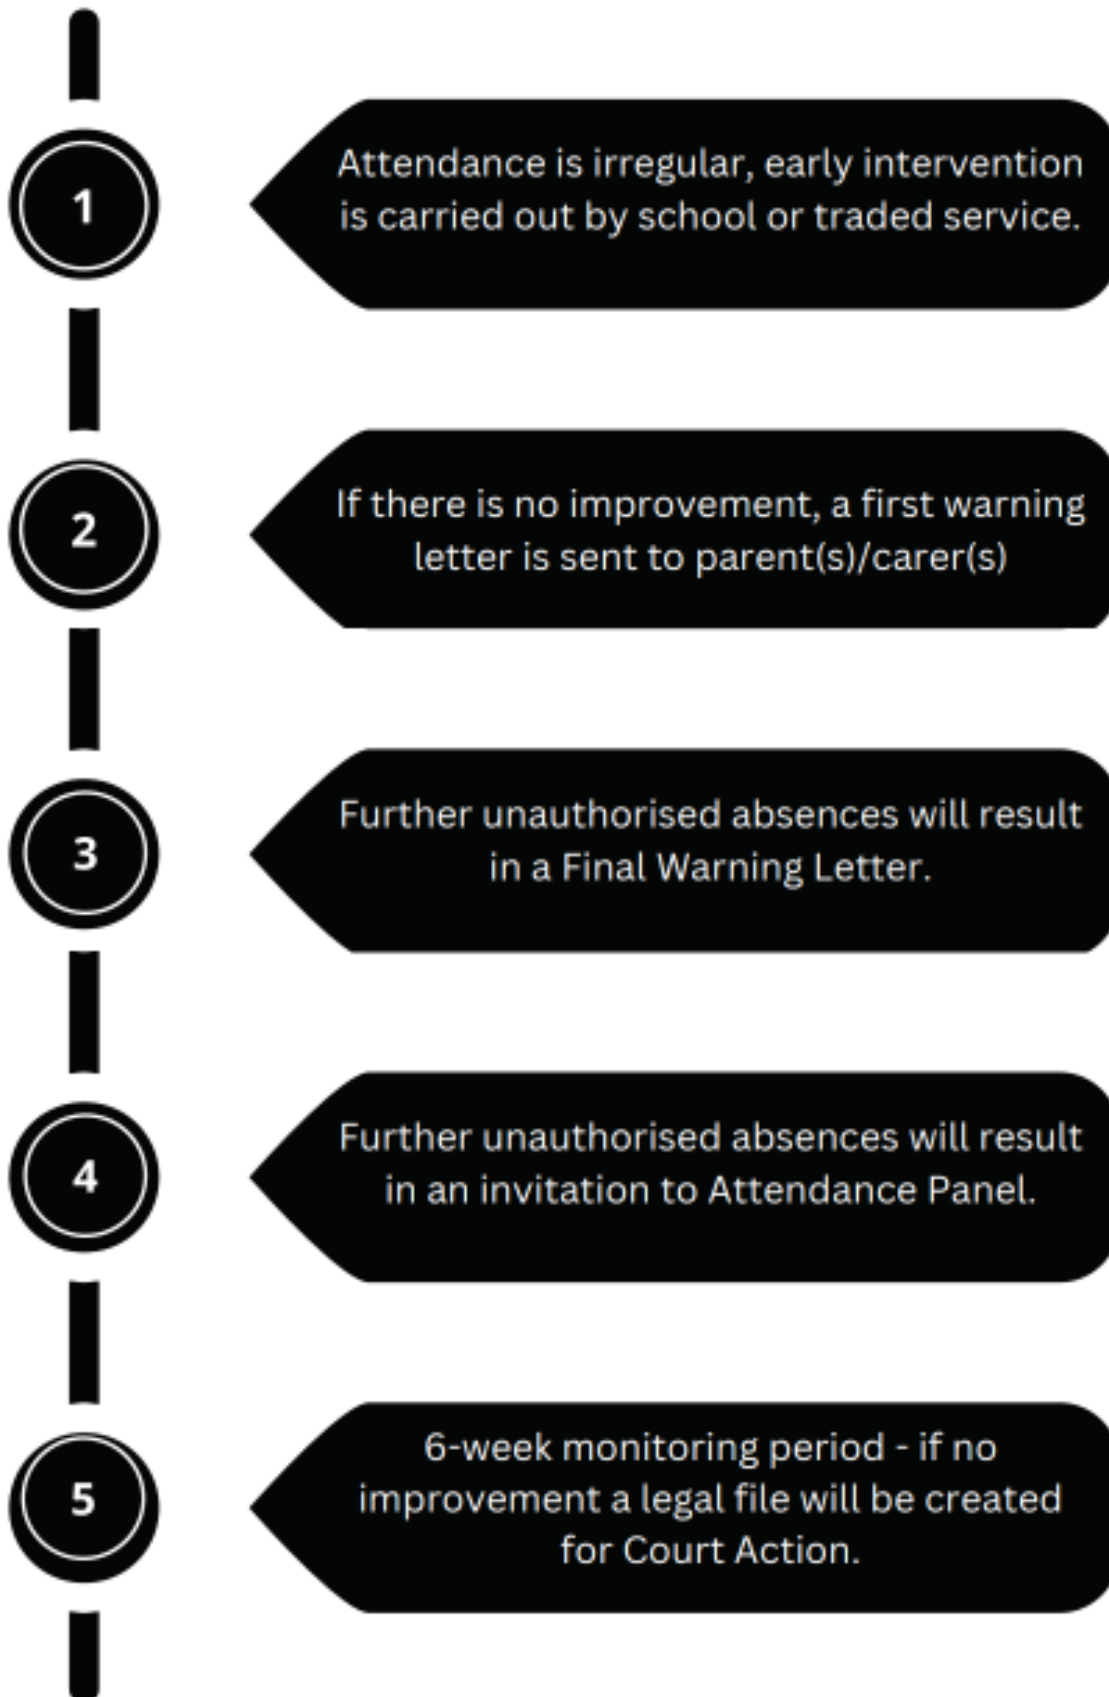 1
Attendance is irregular, early intervention
is carried out by school or traded service.
2
If there is no improvement, a first warning
letter is sent to parent(s)/carer(s)
3
Further unauthorised absences will result
in a Final Warning Letter.
4
Further unauthorised absences will result
in an invitation to Attendance Panel.
5
6-week monitoring period - if no
improvement a legal file will be created
for Court Action.